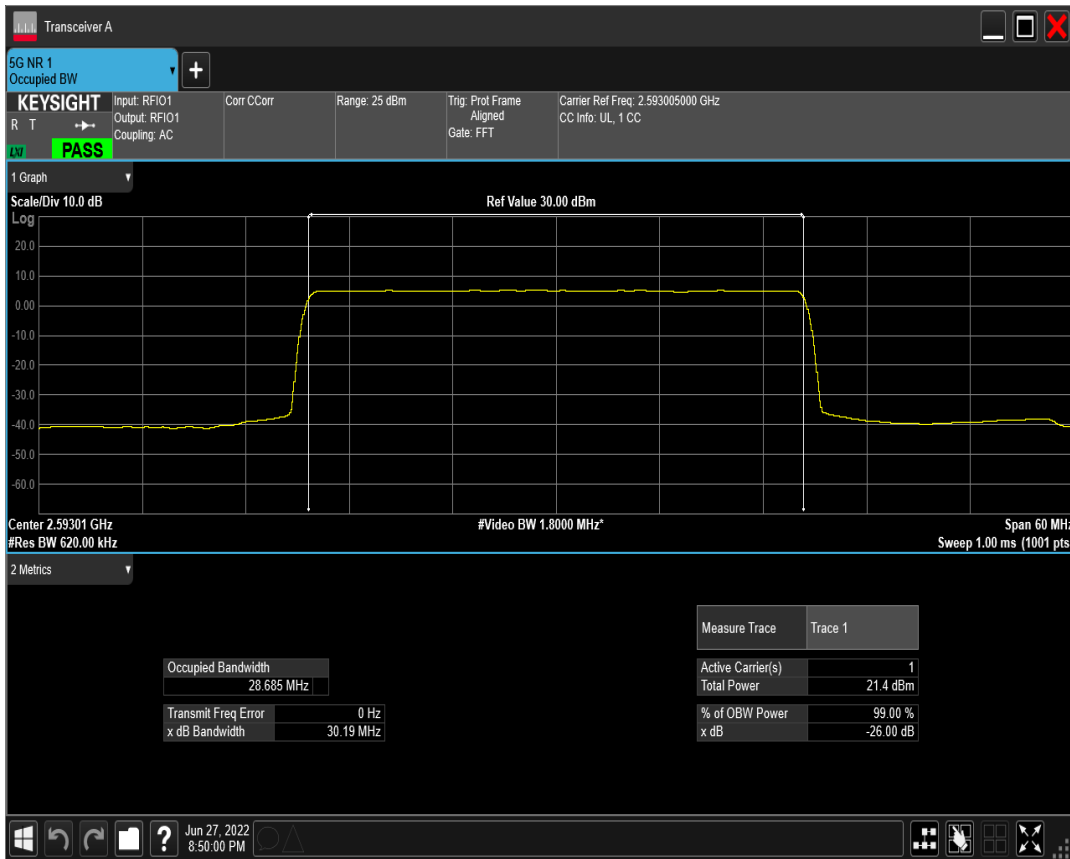 Transceiver A
5G NR 1
Occupied BW
KEYSIGHT
R T
LXI
PASS
Input: RFIO1
Output: RFIO1
Coupling: AC
Corr CCorr
Range: 25 dBm
Trig: Prot Frame
Aligned
Gate: FFT
Carrier Ref Freq: 2.593005000 GHz
CC Info: UL, 1 CC
1 Graph
Scale/Div 10.0 dB
Ref Value 30.00 dBm
Log
20.0
10.0
0.00
-10.0
-20.0
-30.0
-40.0
-50.0
-60.0
Center 2.59301 GHz
#Video BW 1.8000 MHz*
Span 60 MHz
#Res BW 620.00 kHz
Sweep 1.00 ms (1001 pts
2 Metrics
Measure Trace Trace 1
Occupied Bandwidth
28.685 MHz
Active Carrier(s) 1
Total Power 21.4 dBm
Transmit Freq Error 0 Hz
x dB Bandwidth 30.19 MHz
% of OBW Power 99.00 %
x dB -26.00 dB
?
Jun 27, 2022
8:50:00 PM